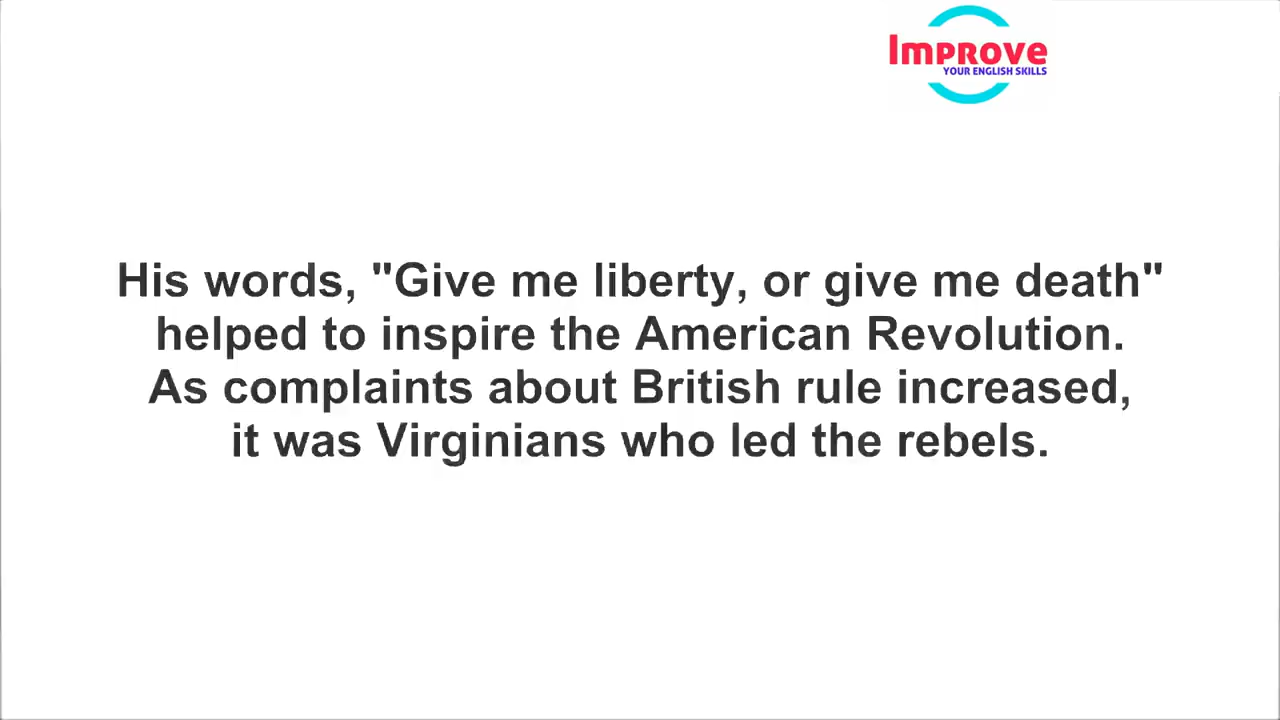 Improve
YOUR ENGLISH SKILLS
His words, "Give me liberty, or give me death"
helped to inspire the American Revolution.
As complaints about British rule increased,
it was Virginians who led the rebels.